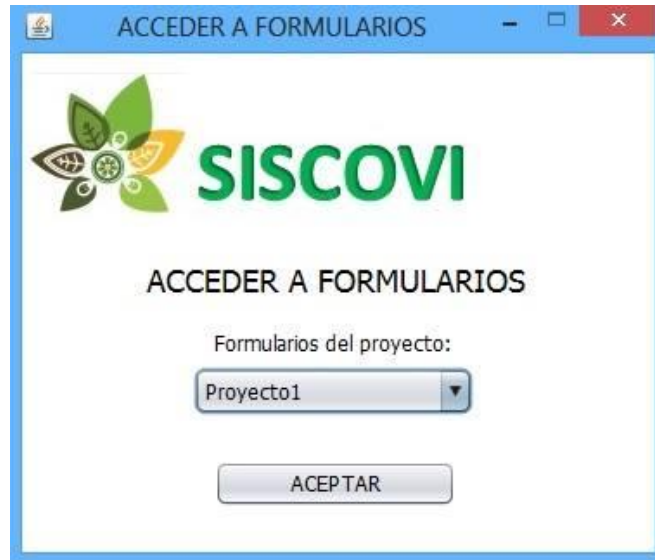 ACCEDER A FORMULARIOS
SISCOVI
ACCEDER A FORMULARIOS
Formularios del proyecto:
Proyecto1
ACEPTAR